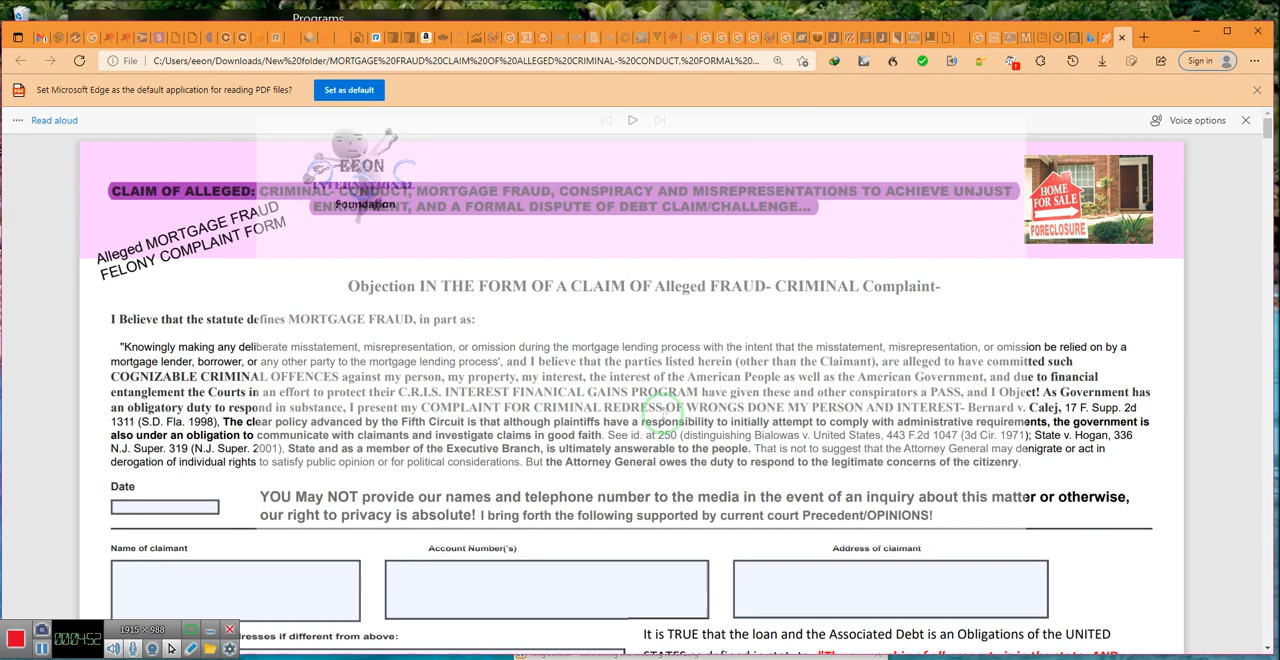 Programs
File C:/Users/eeon/Downloads/New%20folder/MORTGAGE%20FRAUD%20CLAIM%20OF%20ALLEGED%20CRIMINAL-%20CONDUCT,%20FORMAL%20...
Sign in
Set Microsoft Edge as the default application for reading PDF files?
Set as default
Read aloud
Voice options
EEON
INTERNATIONAL
Foundation
CLAIM OF ALLEGED: CRIMINAL- CONDUCT, MORTGAGE FRAUD, CONSPIRACY AND MISREPRESENTATIONS TO ACHIEVE UNJUST
ENRICHMENT, AND A FORMAL DISPUTE OF DEBT CLAIM/CHALLENGE...
HOME
FOR SALE
FORECLOSURE
Alleged MORTGAGE FRAUD
FELONY COMPLAINT FORM
Objection IN THE FORM OF A CLAIM OF Alleged FRAUD- CRIMINAL Complaint-
I Believe that the statute defines MORTGAGE FRAUD, in part as:
"Knowingly making any deliberate misstatement, misrepresentation, or omission during the mortgage lending process with the intent that the misstatement, misrepresentation, or omission be relied on by a
mortgage lender, borrower, or any other party to the mortgage lending process', and I believe that the parties listed herein (other than the Claimant), are alleged to have committed such
COGNIZABLE CRIMINAL OFFENCES against my person, my property, my interest, the interest of the American People as well as the American Government, and due to financial
entanglement the Courts in an effort to protect their C.R.I.S. INTEREST FINANICAL GAINS PROGRAM have given these and other conspirators a PASS, and I Object! As Government has
an obligatory duty to respond in substance, I present my COMPLAINT FOR CRIMINAL REDRESS OF WRONGS DONE MY PERSON AND INTEREST- Bernard v. Calej, 17 F. Supp. 2d
1311 (S.D. Fla. 1998), The clear policy advanced by the Fifth Circuit is that although plaintiffs have a responsibility to initially attempt to comply with administrative requirements, the government is
also under an obligation to communicate with claimants and investigate claims in good faith. See id. at 250 (distinguishing Bialowas v. United States, 443 F.2d 1047 (3d Cir. 1971); State v. Hogan, 336
N.J. Super. 319 (N.J. Super. 2001), State and as a member of the Executive Branch, is ultimately answerable to the people. That is not to suggest that the Attorney General may denigrate or act in
derogation of individual rights to satisfy public opinion or for political considerations. But the Attorney General owes the duty to respond to the legitimate concerns of the citizenry.
Date
YOU May NOT provide our names and telephone number to the media in the event of an inquiry about this matter or otherwise,
our right to privacy is absolute! I bring forth the following supported by current court Precedent/OPINIONS!
Name of claimant
Account Number('s)
Address of claimant
1915 × 988
0004:52
resses if different from above:
It is TRUE that the loan and the Associated Debt is an Obligations of the UNITED